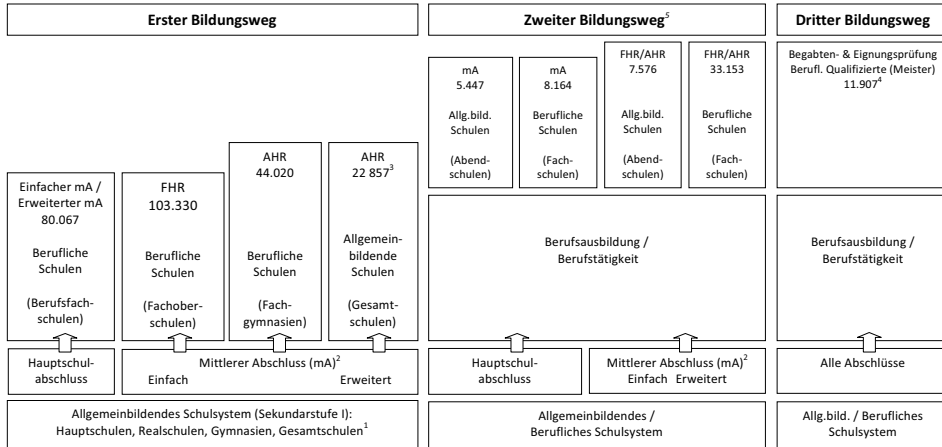 Erster Bildungsweg
Einfacher mA /
Erweiterter mA
80.067
Berufliche
Schulen
(Berufsfach-
schulen)
FHR
103.330
Berufliche
Schulen
(Fachober-
schulen)
AHR
44.020
Berufliche
Schulen
(Fach-
gymnasien)
AHR
22 857³
Allgemein-
bildende
Schulen
(Gesamt-
schulen)
Hauptschul-
abschluss
Mittlerer Abschluss (mA)²
Einfach Erweitert
Allgemeinbildendes Schulsystem (Sekundarstufe I):
Hauptschulen, Realschulen, Gymnasien, Gesamtschulen¹
Zweiter Bildungsweg⁵
mA
5.447
Allg.bild.
Schulen
(Abend-
schulen)
mA
8.164
Berufliche
Schulen
(Fach-
schulen)
FHR/AHR
7.576
Allg.bild.
Schulen
(Abend-
schulen)
FHR/AHR
33.153
Berufliche
Schulen
(Fach-
schulen)
Berufsausbildung /
Berufstätigkeit
Hauptschul-
abschluss
Mittlerer Abschluss (mA)²
Einfach Erweitert
Allgemeinbildendes /
Berufliches Schulsystem
Dritter Bildungsweg
Begabten- & Eignungsprüfung
Berufl. Qualifizierte (Meister)
11.907⁴
Berufsausbildung /
Berufstätigkeit
Alle Abschlüsse
Allg.bild. / Berufliches
Schulsystem